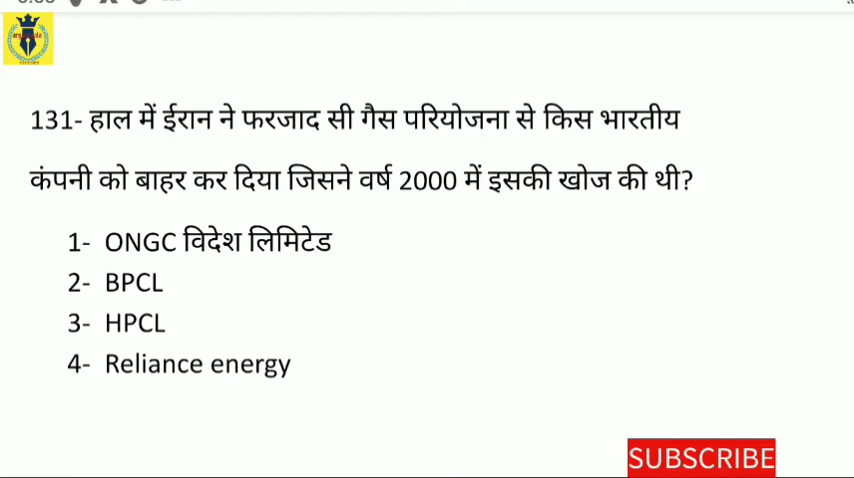 131- हाल में ईरान ने फरजाद सी गैस परियोजना से किस भारतीय
कंपनी को बाहर कर दिया जिसने वर्ष 2000 में इसकी खोज की थी?
1- ONGC विदेश लिमिटेड
2- BPCL
3- HPCL
4- Reliance energy
SUBSCRIBE